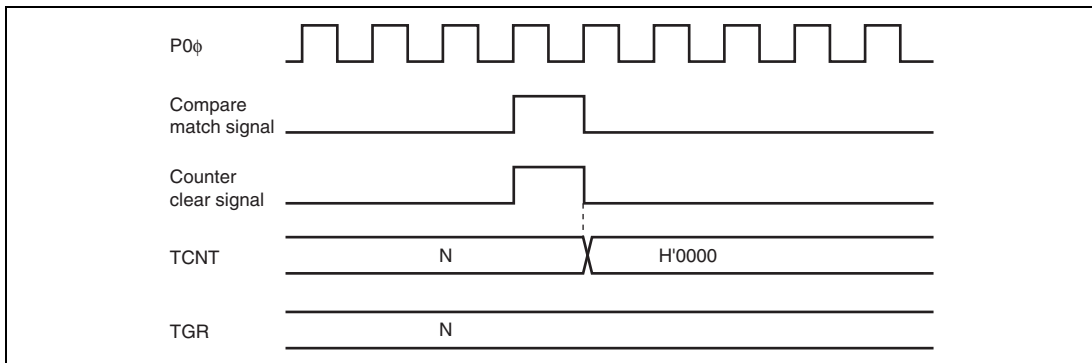 P0ϕ
Compare
match signal
Counter
clear signal
TCNT
N
H'0000
TGR
N